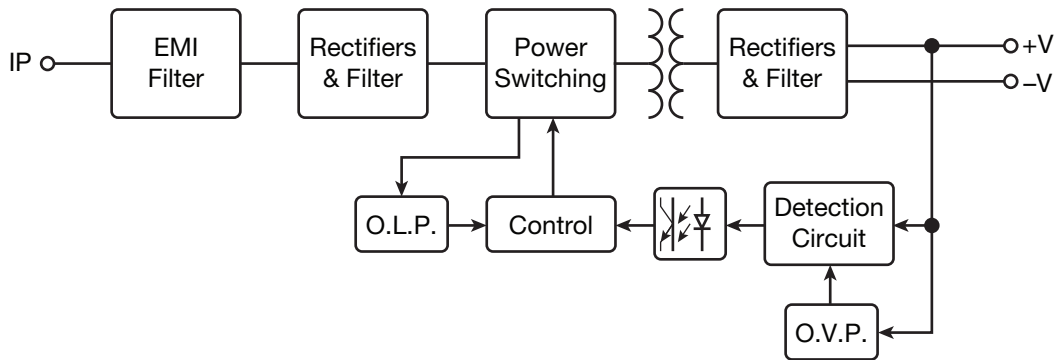 IP
EMI
Filter
Rectifiers
& Filter
Power
Switching
Rectifiers
& Filter
+V
–V
O.L.P.
Control
Detection
Circuit
O.V.P.